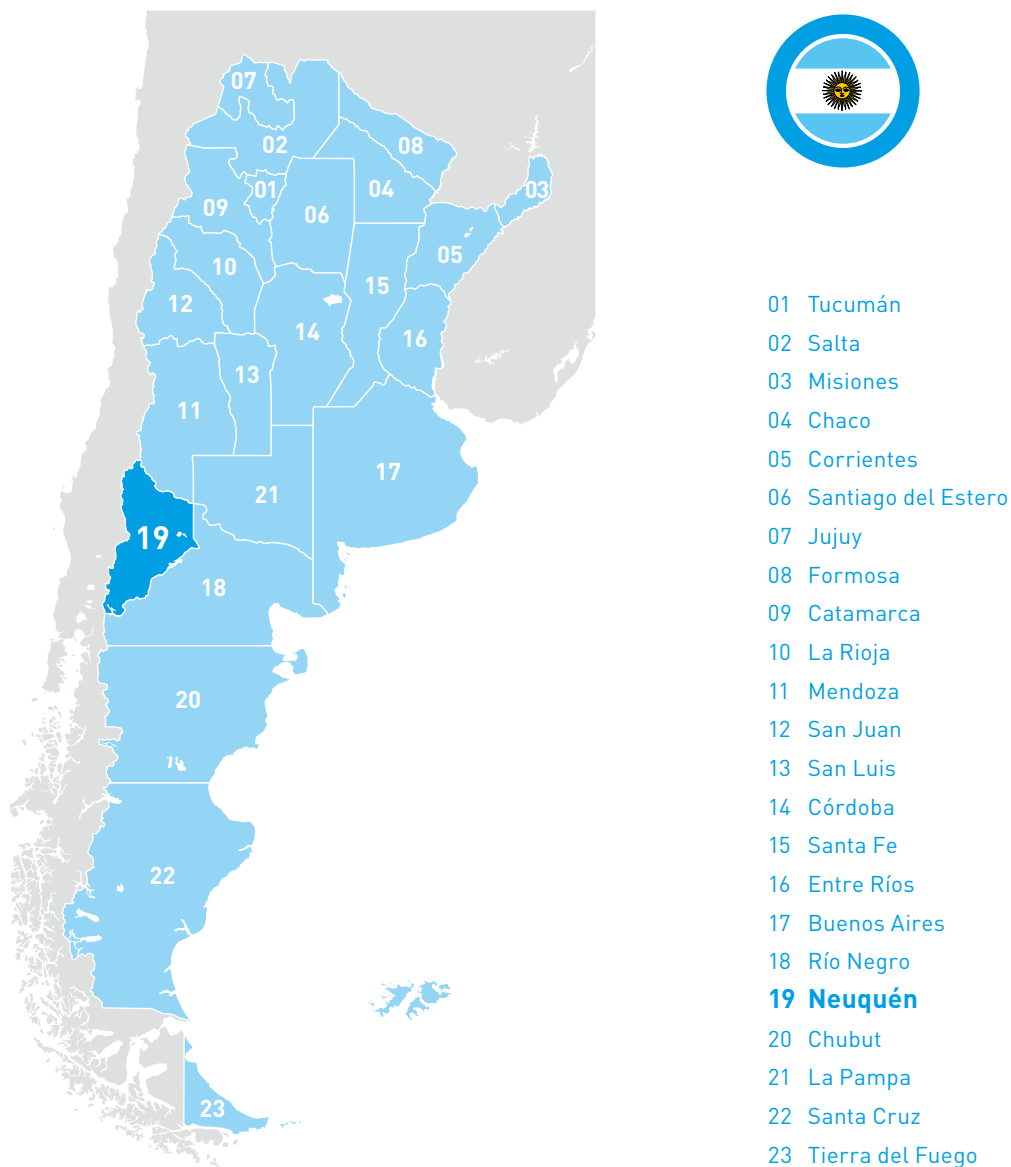 07
02
08
01
04
03
09
06
05
10
15
12
14
16
13
11
17
21
19
18
20
22
23
01 Tucumán
02 Salta
03 Misiones
04 Chaco
05 Corrientes
06 Santiago del Estero
07 Jujuy
08 Formosa
09 Catamarca
10 La Rioja
11 Mendoza
12 San Juan
13 San Luis
14 Córdoba
15 Santa Fe
16 Entre Ríos
17 Buenos Aires
18 Río Negro
19 Neuquén
20 Chubut
21 La Pampa
22 Santa Cruz
23 Tierra del Fuego